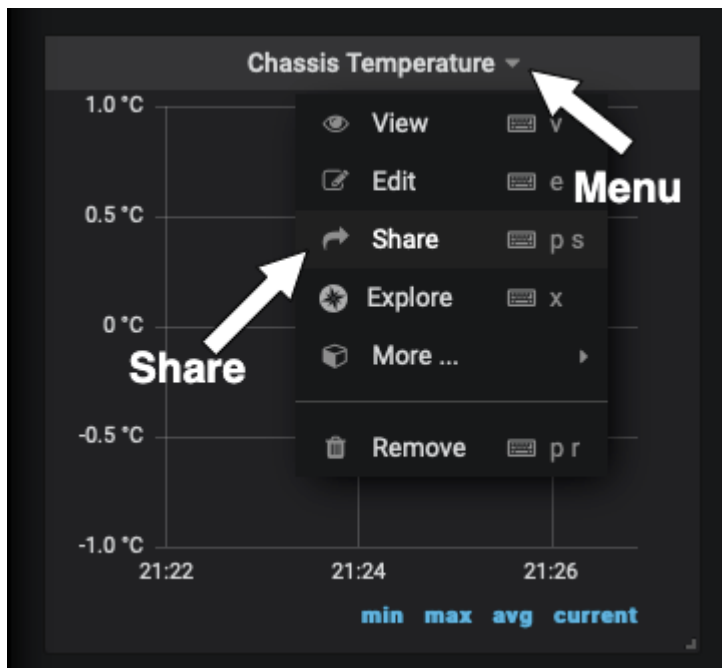 Chassis Temperature
1.0 °C
View v
Menu
Edit e
0.5 °C
Share p s
Explore x
0 °C
Share
More ...
-0.5 °C
Remove p r
-1.0 °C
21:22 21:24 21:26
min max avg current